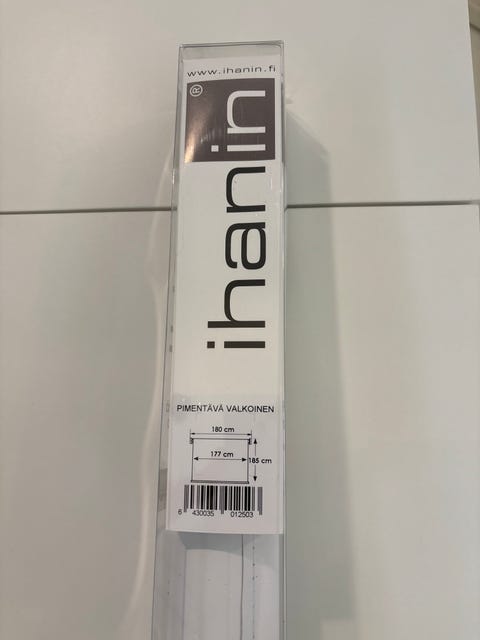 www.ihanin.fi
ihanin®
PIMENTÄVÄ VALKOINEN
180 cm
177 cm
185 cm
6 430035 012503